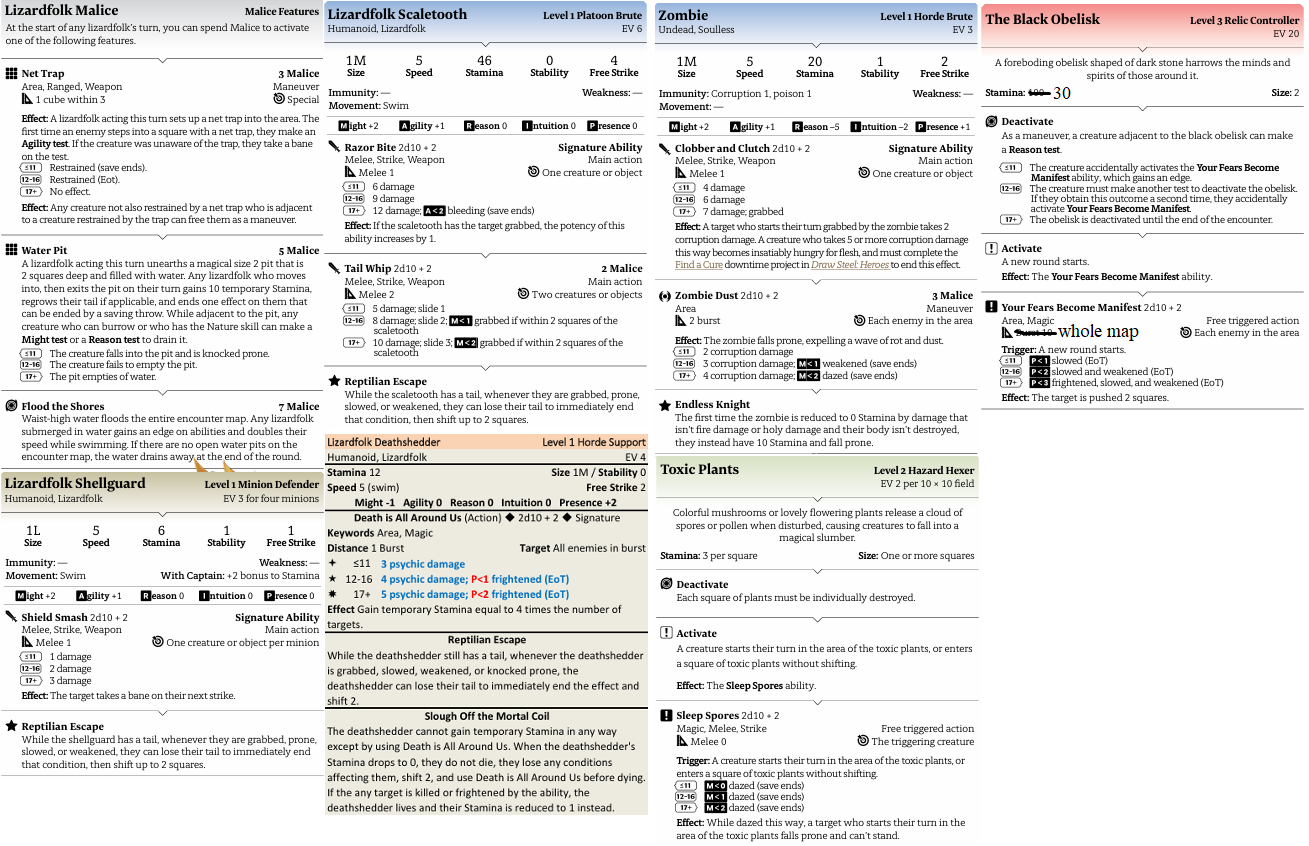 Lizardfolk Malice
Malice Features
At the start of any lizardfolk's turn, you can spend Malice to activate
one of the following features.
Net Trap
3 Malice
Area, Ranged, Weapon
Maneuver
1 cube within 3
Special
Effect: A lizardfolk acting this turn sets up a net trap into the area. The
first time an enemy steps into a square with a net trap, they make an
Agility test. If the creature was unaware of the trap, they take a bane
on the test.
≤11 Restrained (save ends).
12-16 Restrained (Eot).
17+ No effect.
Effect: Any creature not also restrained by a net trap who is adjacent
to a creature restrained by the trap can free them as a maneuver.
Water Pit
5 Malice
A lizardfolk acting this turn unearths a magical size 2 pit that is
2 squares deep and filled with water. Any lizardfolk who moves
into, then exits the pit on their turn gains 10 temporary Stamina,
regrows their tail if applicable, and ends one effect on them that
can be ended by a saving throw. While adjacent to the pit, any
creature who can burrow or who has the Nature skill can make a
Might test or a Reason test to drain it.
≤11 The creature falls into the pit and is knocked prone.
12-16 The creature falls to empty the pit.
17+ The pit empties of water.
Flood the Shores
7 Malice
Waist-high water floods the entire encounter map. Any lizardfolk
submerged in water gains an edge on abilities and doubles their
speed while swimming. If there are no open water pits on the
encounter map, the water drains away at the end of the round.
Lizardfolk Shellguard
Level 1 Minion Defender
Humanoid, Lizardfolk
EV 3 for four minions
1L 5 6 1 1
Size Speed Stamina Stability Free Strike
Immunity: — Weakness: —
Movement: Swim With Captain: +2 bonus to Stamina
Might +2 Agility +1 Reason 0 Intuition 0 Presence 0
Shield Smash 2d10 + 2
Signature Ability
Melee, Strike, Weapon
Main action
Melee 1
One creature or object per minion
≤11 1 damage
12-16 2 damage
17+ 3 damage
Effect: The target takes a bane on their next strike.
Reptilian Escape
While the shellguard has a tail, whenever they are grabbed, prone,
slowed, or weakened, they can lose their tail to immediately end
that condition, then shift up to 2 squares.
Lizardfolk Scaletooth
Level 1 Platoon Brute
Humanoid, Lizardfolk
EV 6
1M 5 46 0 4
Size Speed Stamina Stability Free Strike
Immunity: — Weakness: —
Movement: Swim
Might +2 Agility +1 Reason 0 Intuition 0 Presence 0
Razor Bite 2d10 + 2
Signature Ability
Melee, Strike, Weapon
Main action
Melee 1
One creature or object
≤11 6 damage
12-16 9 damage
17+ 12 damage; A<2 bleeding (save ends)
Effect: If the scaletooth has the target grabbed, the potency of this
ability increases by 1.
Tail Whip 2d10 + 2
2 Malice
Melee, Strike, Weapon
Main action
Melee 2
Two creatures or objects
≤11 5 damage; slide 1
12-16 8 damage; slide 2; M<1 grabbed if within 2 squares of the
scaletooth
17+ 10 damage; slide 3; M<2 grabbed if within 2 squares of the
scaletooth
Reptilian Escape
While the scaletooth has a tail, whenever they are grabbed, prone,
slowed, or weakened, they can lose their tail to immediately end
that condition, then shift up to 2 squares.
Lizardfolk Deathshedder
Level 1 Horde Support
Humanoid, Lizardfolk
EV 4
Stamina 12 Size 1M / Stability 0
Speed 5 (swim) Free Strike 2
Might -1 Agility 0 Reason 0 Intuition 0 Presence +2
Death is All Around Us (Action) ◆ 2d10 + 2 ◆ Signature
Keywords Area, Magic
Distance 1 Burst Target All enemies in burst
✦ ≤11 3 psychic damage
★ 12-16 4 psychic damage; P<1 frightened (EoT)
✸ 17+ 5 psychic damage; P<2 frightened (EoT)
Effect Gain temporary Stamina equal to 4 times the number of
targets.
Reptilian Escape
While the deathshedder still has a tail, whenever the deathshedder
is grabbed, slowed, weakened, or knocked prone, the
deathshedder can lose their tail to immediately end the effect and
shift 2.
Slough Off the Mortal Coil
The deathshedder cannot gain temporary Stamina in any way
except by using Death is All Around Us. When the deathshedder's
Stamina drops to 0, they do not die, they lose any conditions
affecting them, shift 2, and use Death is All Around Us before dying.
If the any target is killed or frightened by the ability, the
deathshedder lives and their Stamina is reduced to 1 instead.
Zombie
Level 1 Horde Brute
Undead, Soulless
EV 3
1M 5 20 1 2
Size Speed Stamina Stability Free Strike
Immunity: Corruption 1, poison 1 Weakness: —
Movement: —
Might +2 Agility +1 Reason −5 Intuition −2 Presence +1
Clobber and Clutch 2d10 + 2
Signature Ability
Melee, Strike, Weapon
Main action
Melee 1
One creature or object
≤11 4 damage
12-16 6 damage
17+ 7 damage; grabbed
Effect: A target who starts their turn grabbed by the zombie takes 2
corruption damage. A creature who takes 5 or more corruption damage
this way becomes insatiably hungry for flesh, and must complete the
Find a Cure downtime project in Draw Steel: Heroes to end this effect.
Zombie Dust 2d10 + 2
3 Malice
Area
Maneuver
2 burst
Each enemy in the area
Effect: The zombie falls prone, expelling a wave of rot and dust.
≤11 2 corruption damage
12-16 3 corruption damage; M<1 weakened (save ends)
17+ 4 corruption damage; M<2 dazed (save ends)
Endless Knight
The first time the zombie is reduced to 0 Stamina by damage that
isn't fire damage or holy damage and their body isn't destroyed,
they instead have 10 Stamina and fall prone.
Toxic Plants
Level 2 Hazard Hexer
EV 2 per 10 × 10 field
Colorful mushrooms or lovely flowering plants release a cloud of
spores or pollen when disturbed, causing creatures to fall into a
magical slumber.
Stamina: 3 per square Size: One or more squares
Deactivate
Each square of plants must be individually destroyed.
Activate
A creature starts their turn in the area of the toxic plants, or enters
a square of toxic plants without shifting.
Effect: The Sleep Spores ability.
Sleep Spores 2d10 + 2
Magic, Melee, Strike
Free triggered action
Melee 0
The triggering creature
Trigger: A creature starts their turn in the area of the toxic plants, or
enters a square of toxic plants without shifting.
≤11 M<0 dazed (save ends)
12-16 M<1 dazed (save ends)
17+ M<2 dazed (save ends)
Effect: While dazed this way, a target who starts their turn in the
area of the toxic plants falls prone and can't stand.
The Black Obelisk
Level 3 Relic Controller
EV 20
A foreboding obelisk shaped of dark stone harrows the minds and
spirits of those around it.
Stamina: 30 Size: 2
Deactivate
As a maneuver, a creature adjacent to the black obelisk can make
a Reason test.
≤11 The creature accidentally activates the Your Fears Become
Manifest ability, which gains an edge.
12-16 The creature must make another test to deactivate the obelisk.
If they obtain this outcome a second time, they accidentally
activate Your Fears Become Manifest.
17+ The obelisk is deactivated until the end of the encounter.
Activate
A new round starts.
Effect: The Your Fears Become Manifest ability.
Your Fears Become Manifest 2d10 + 2
Area, Magic
Free triggered action
Burst 10 whole map
Each enemy in the area
Trigger: A new round starts.
≤11 P<1 slowed (EoT)
12-16 P<2 slowed and weakened (EoT)
17+ P<3 frightened, slowed, and weakened (EoT)
Effect: The target is pushed 2 squares.